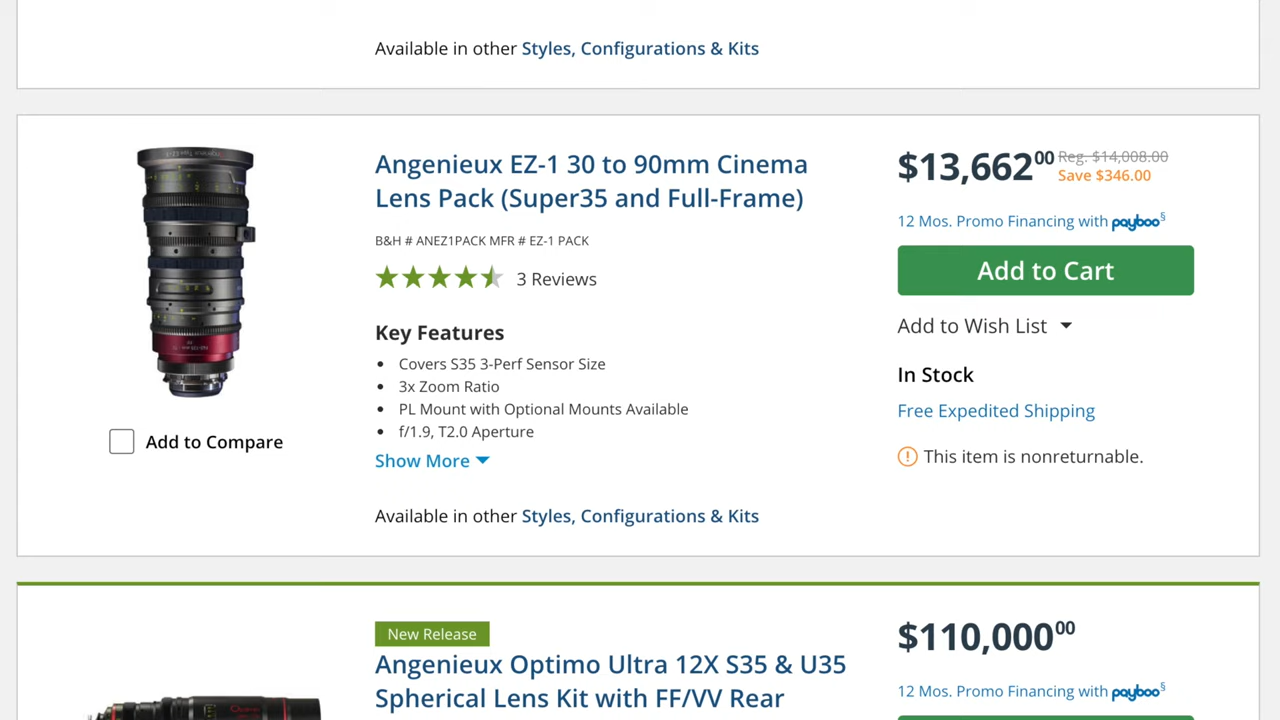 Available in other Styles, Configurations & Kits
Angenieux EZ-1 30 to 90mm Cinema
Lens Pack (Super35 and Full-Frame)
B&H # ANEZ1PACK MFR # EZ-1 PACK
3 Reviews
Key Features
• Covers S35 3-Perf Sensor Size
• 3x Zoom Ratio
• PL Mount with Optional Mounts Available
• f/1.9, T2.0 Aperture
Show More
Available in other Styles, Configurations & Kits
Add to Compare
$13,662.00 Reg. $14,008.00
Save $346.00
12 Mos. Promo Financing with payboo§
Add to Cart
Add to Wish List
In Stock
Free Expedited Shipping
This item is nonreturnable.
New Release
Angenieux Optimo Ultra 12X S35 & U35
Spherical Lens Kit with FF/VV Rear
$110,000.00
12 Mos. Promo Financing with payboo§